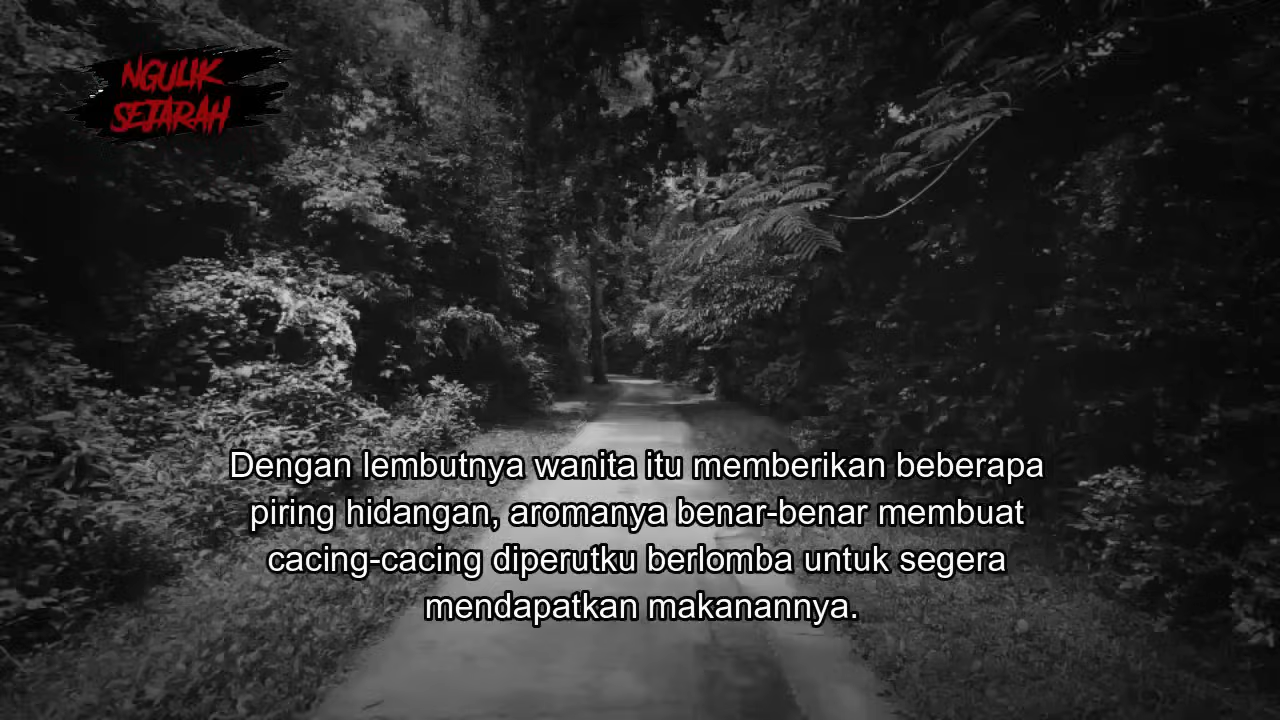 NGULIK
SEJARAH
Dengan lembutnya wanita itu memberikan beberapa
piring hidangan, aromanya benar-benar membuat
cacing-cacing diperutku berlomba untuk segera
mendapatkan makanannya.